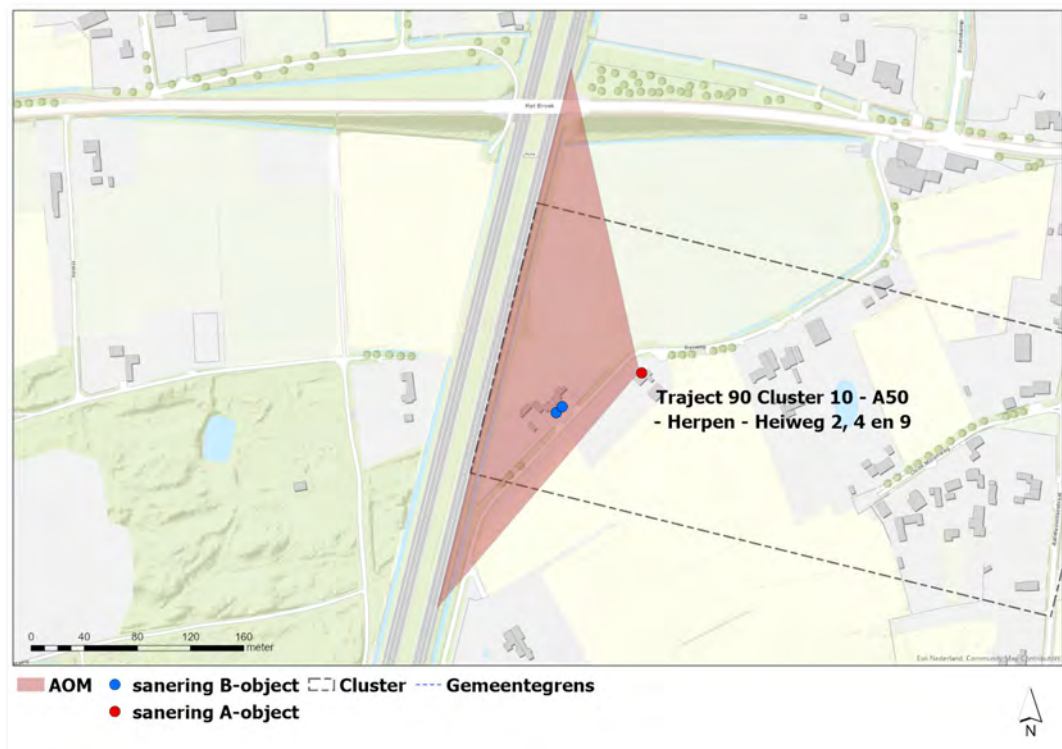 Het Broek
Heiweg
Traject 90 Cluster 10 - A50
- Herpen - Heiweg 2, 4 en 9
0 40 80 120 160
meter
Esri Nederland, Community Map Contributors
AOM
sanering B-object
Cluster
Gemeentegrens
sanering A-object
N